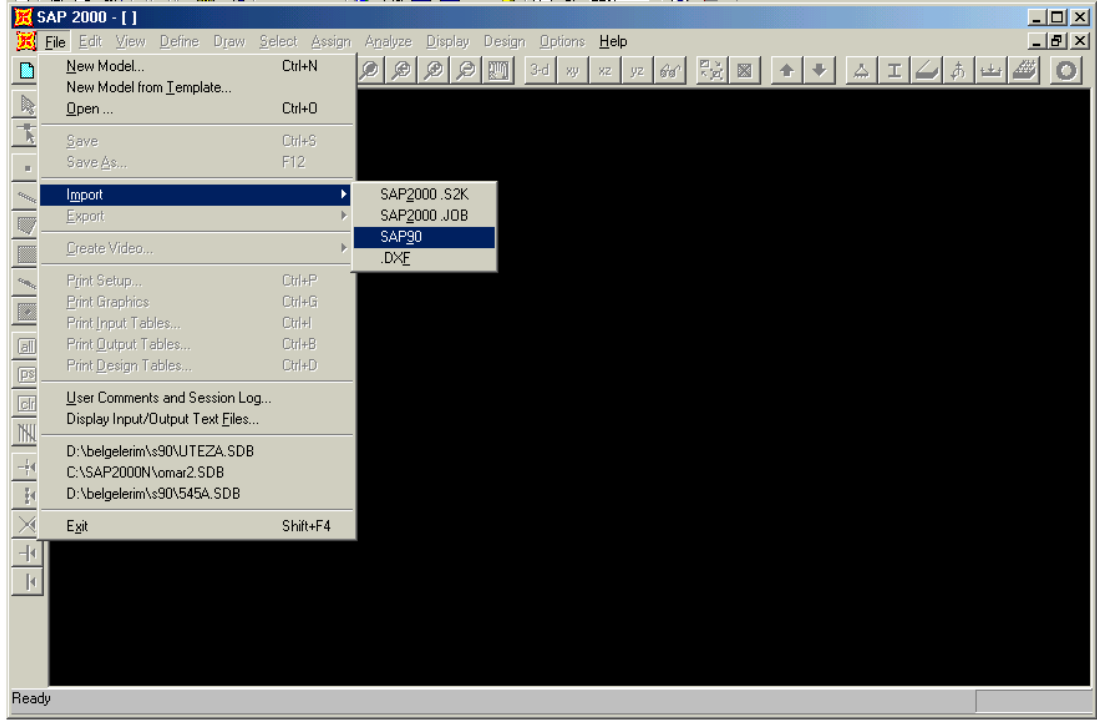 SAP 2000 - [ ]
File Edit View Define Draw Select Assign Analyze Display Design Options Help
3-d xy xz yz
New Model... Ctrl+N
New Model from Template...
Open ... Ctrl+O
Save Ctrl+S
Save As... F12
Import SAP2000 .S2K
Export SAP2000 .JOB
SAP90
Create Video... .DXF
Print Setup... Ctrl+P
Print Graphics Ctrl+G
Print Input Tables... Ctrl+I
all Print Output Tables... Ctrl+B
ps Print Design Tables... Ctrl+D
clr User Comments and Session Log...
Display Input/Output Text Files...
D:\belgelerim\s90\UTEZA.SDB
C:\SAP2000N\omar2.SDB
D:\belgelerim\s90\545A.SDB
Exit Shift+F4
Ready